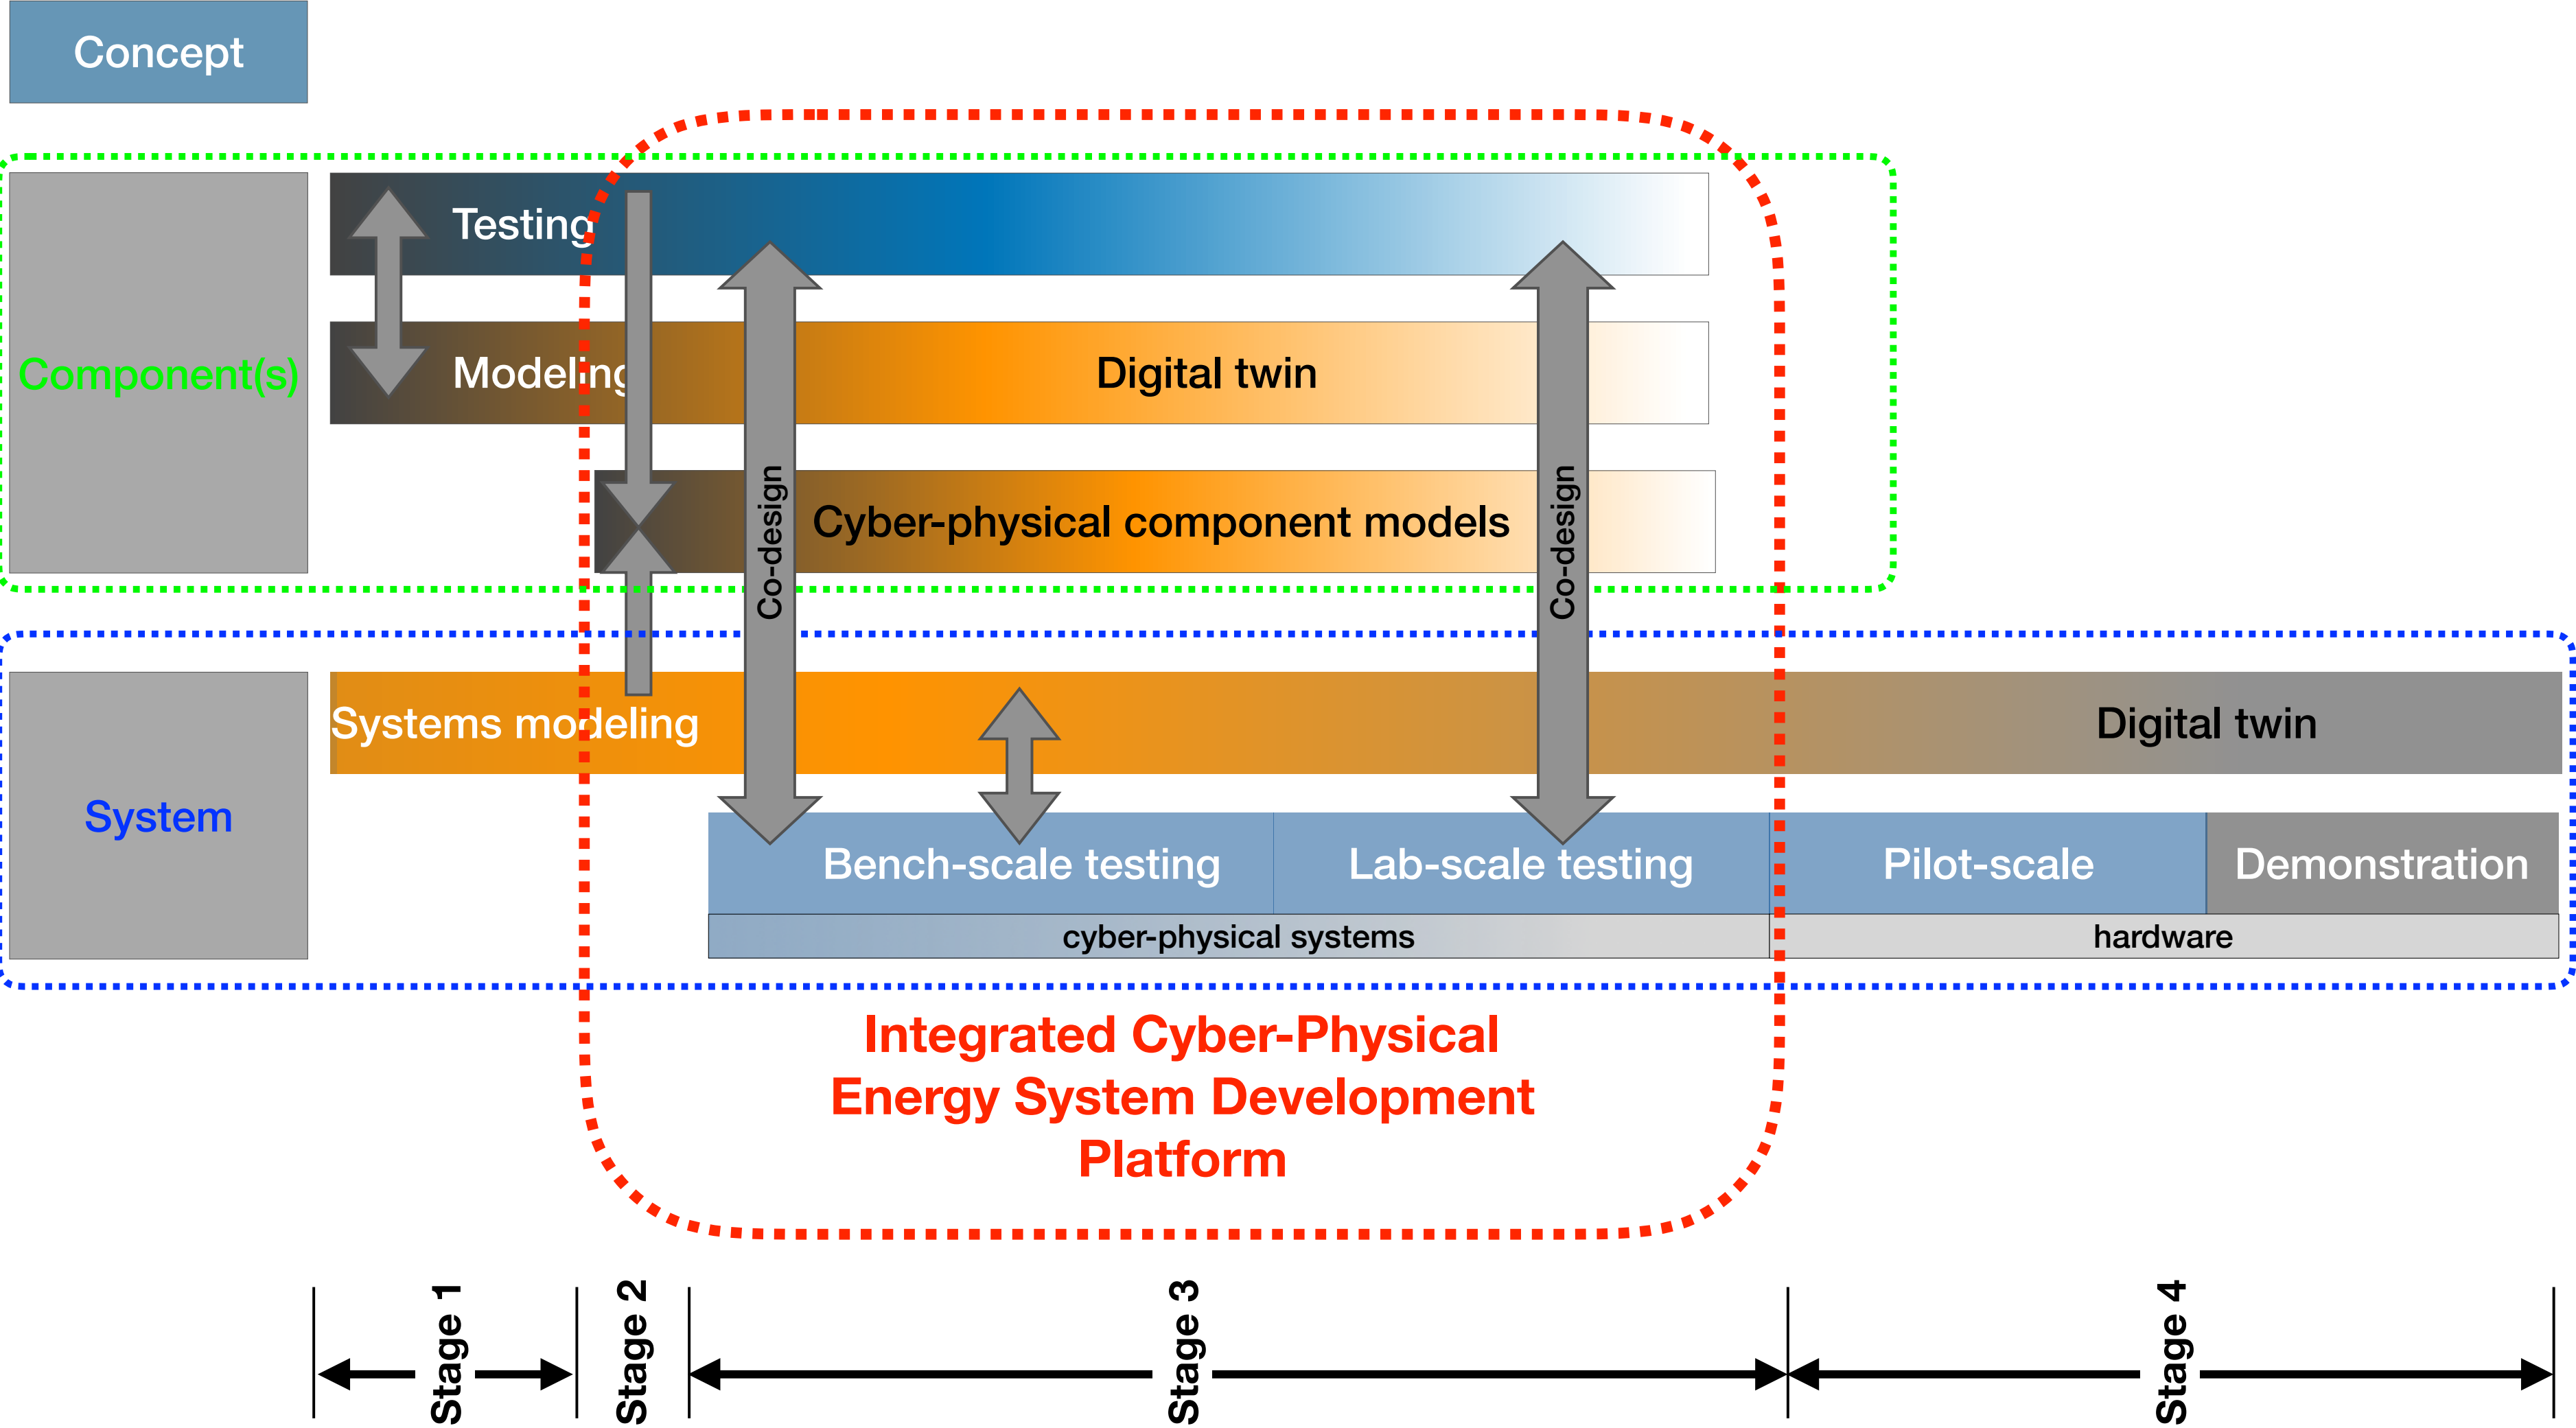 Concept
Testing
Component(s)
Modeling
Digital twin
Cyber-physical component models
Co-design
Co-design
Systems modeling
Digital twin
System
Bench-scale testing
Lab-scale testing
Pilot-scale
Demonstration
cyber-physical systems
hardware
Integrated Cyber-Physical
Energy System Development
Platform
Stage 1
Stage 2
Stage 3
Stage 4